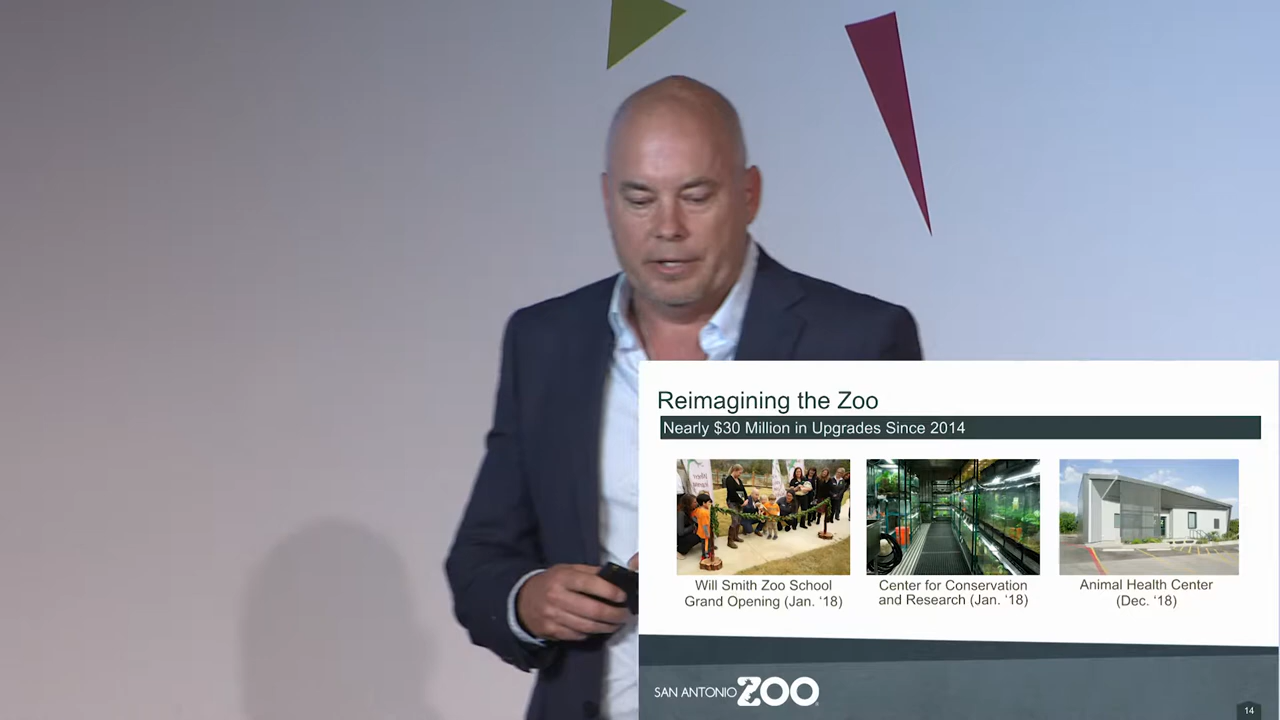 Reimagining the Zoo
Nearly $30 Million in Upgrades Since 2014
Will Smith Zoo School
Grand Opening (Jan. ‘18)
Center for Conservation
and Research (Jan. ‘18)
Animal Health Center
(Dec. ‘18)
SAN ANTONIO ZOO
14